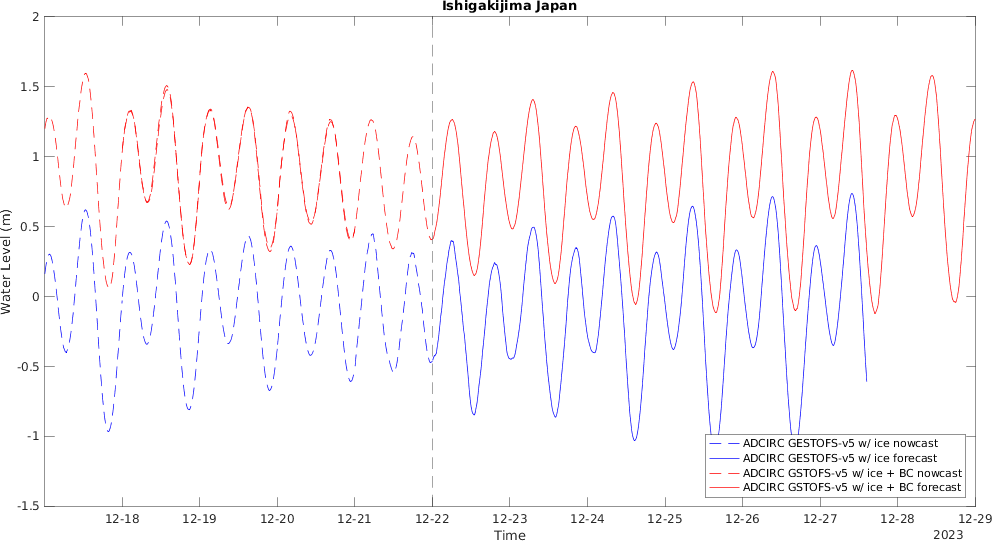 Ishigakijima Japan
2
1.5
1
0.5
0
-0.5
-1
-1.5
Water Level (m)
ADCIRC GESTOFS-v5 w/ ice nowcast
ADCIRC GESTOFS-v5 w/ ice forecast
ADCIRC GSTOFS-v5 w/ ice + BC nowcast
ADCIRC GSTOFS-v5 w/ ice + BC forecast
12-18 12-19 12-20 12-21 12-22 12-23 12-24 12-25 12-26 12-27 12-28 12-29
Time
2023